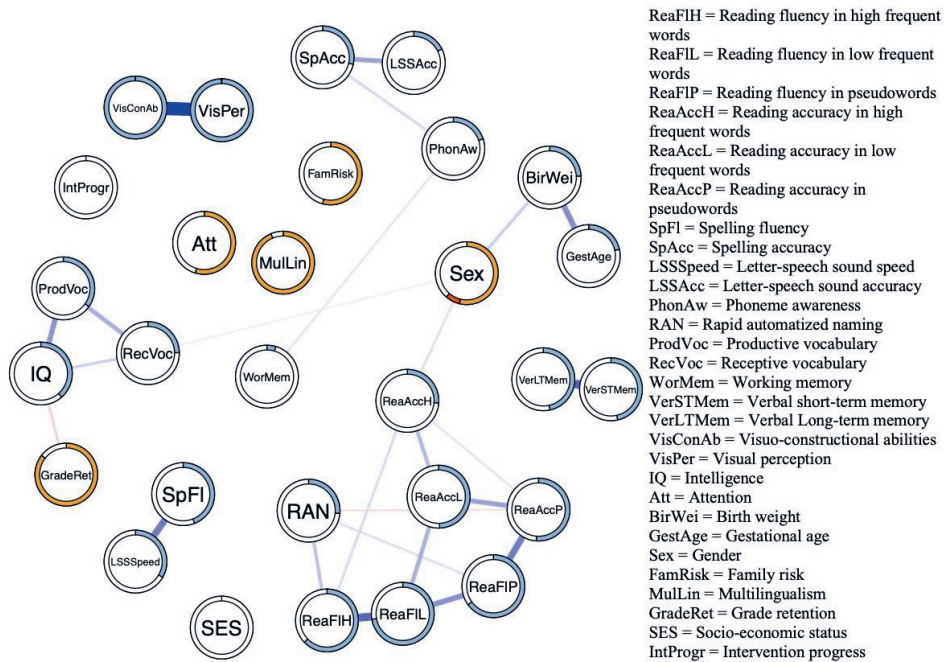 SpAcc
LSSAcc
VisConAb
VisPer
PhonAw
IntProgr
FamRisk
BirWei
Att
MulLin
Sex
GestAge
ProdVoc
RecVoc
IQ
WorMem
VerLTMem
VerSTMem
ReaAccH
GradeRet
SpFl
RAN
ReaAccL
ReaAccP
LSSSpeed
ReaFlP
SES
ReaFlH
ReaFlL
ReaFlH = Reading fluency in high frequent
words
ReaFlL = Reading fluency in low frequent
words
ReaFlP = Reading fluency in pseudowords
ReaAccH = Reading accuracy in high
frequent words
ReaAccL = Reading accuracy in low
frequent words
ReaAccP = Reading accuracy in
pseudowords
SpFl = Spelling fluency
SpAcc = Spelling accuracy
LSSSpeed = Letter-speech sound speed
LSSAcc = Letter-speech sound accuracy
PhonAw = Phoneme awareness
RAN = Rapid automatized naming
ProdVoc = Productive vocabulary
RecVoc = Receptive vocabulary
WorMem = Working memory
VerSTMem = Verbal short-term memory
VerLTMem = Verbal Long-term memory
VisConAb = Visuo-constructional abilities
VisPer = Visual perception
IQ = Intelligence
Att = Attention
BirWei = Birth weight
GestAge = Gestational age
Sex = Gender
FamRisk = Family risk
MulLin = Multilingualism
GradeRet = Grade retention
SES = Socio-economic status
IntProgr = Intervention progress